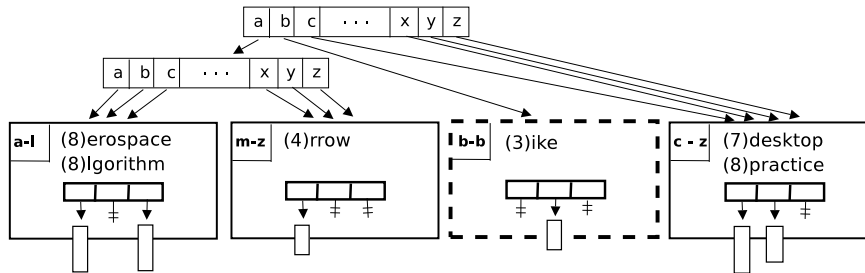 a b c · · · x y z
a b c · · · x y z
a-l (8)erospace
(8)lgorithm
m-z (4)rrow
b-b (3)ike
c - z (7)desktop
(8)practice